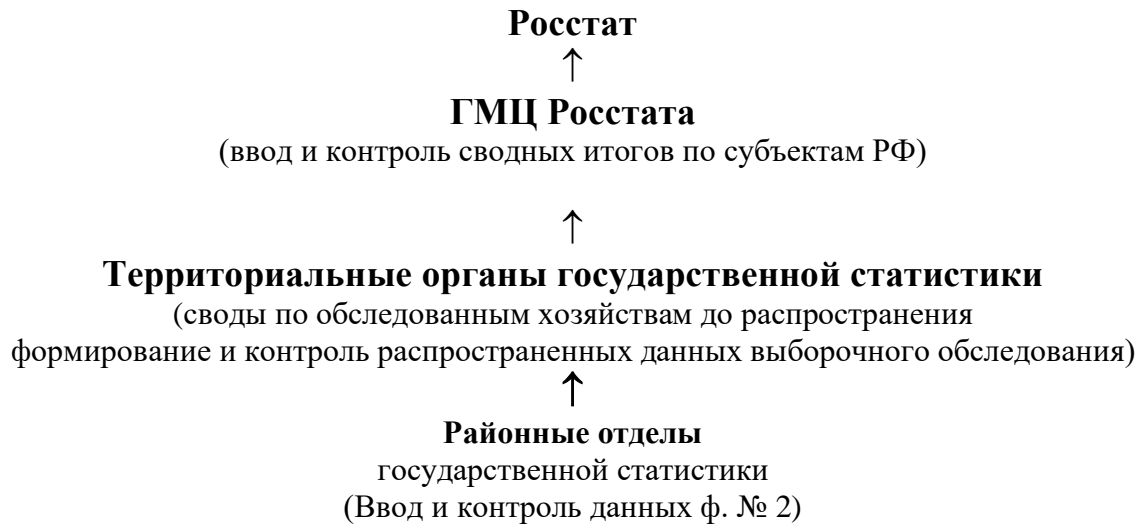 Росстат
↑
ГМЦ Росстата
(ввод и контроль сводных итогов по субъектам РФ)
↑
Территориальные органы государственной статистики
(своды по обследованным хозяйствам до распространения
формирование и контроль распространенных данных выборочного обследования)
↑
Районные отделы
государственной статистики
(Ввод и контроль данных ф. № 2)